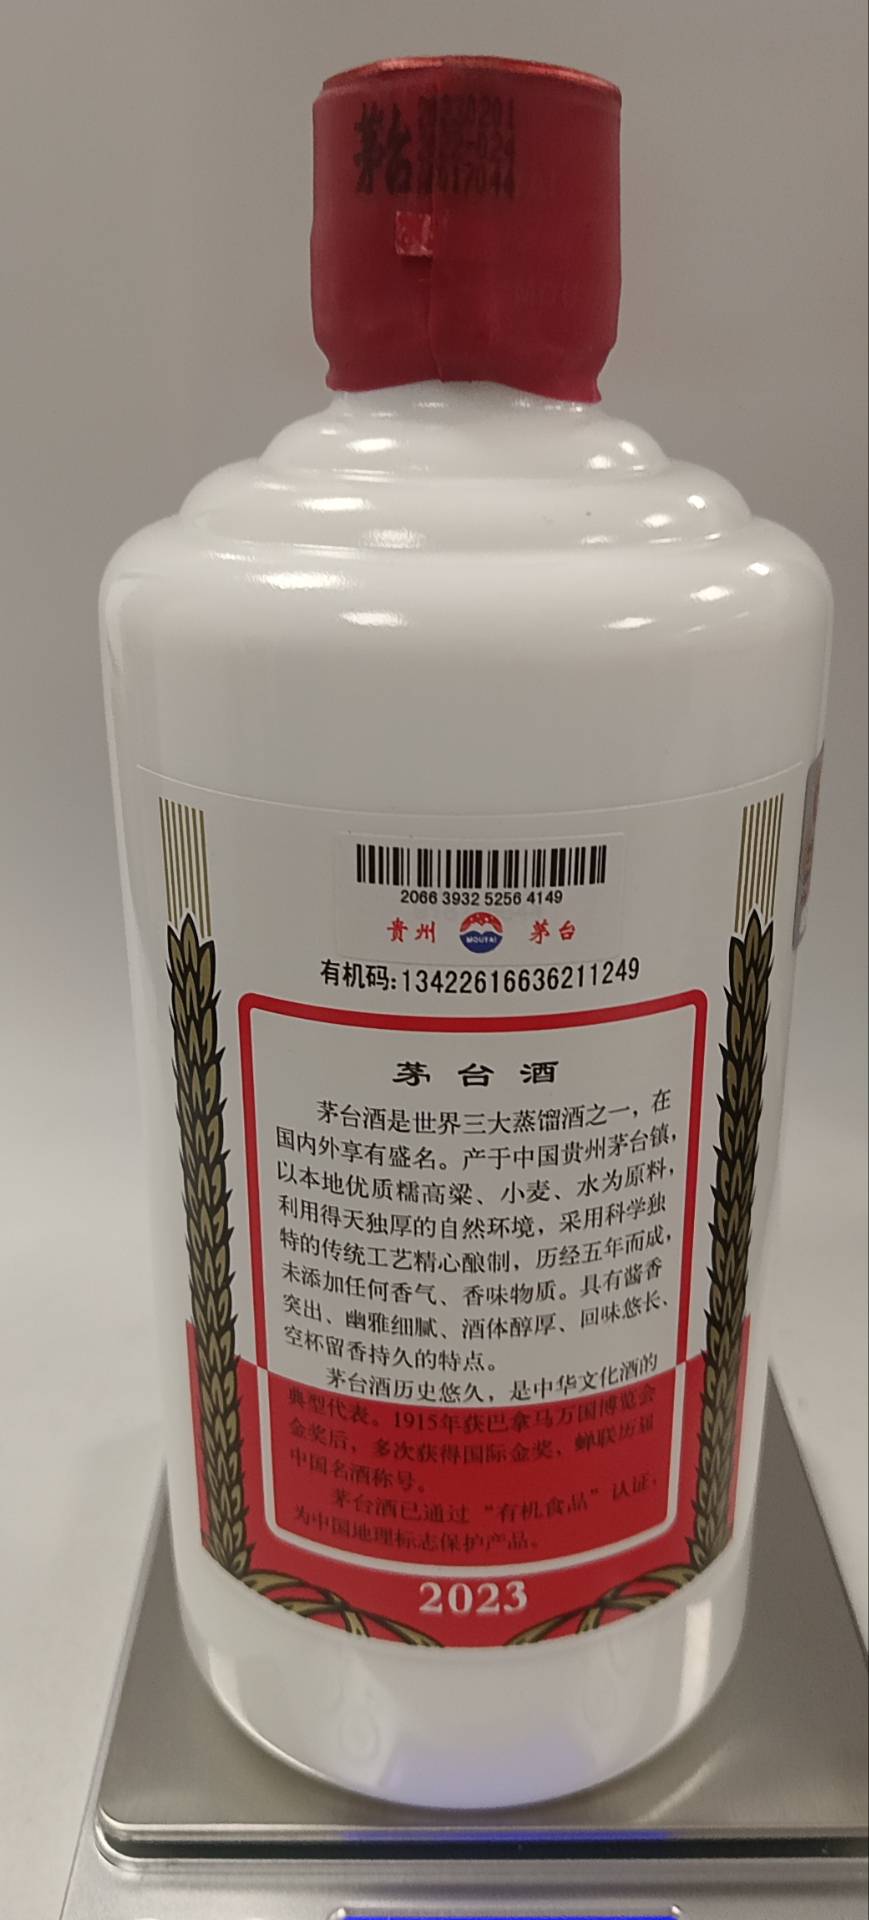 茅台
2066 3932 5256 4149
贵州 MOUTAI 茅台
有机码:13422616636211249
茅台酒
茅台酒是世界三大蒸馏酒之一，在
国内外享有盛名。产于中国贵州茅台镇，
以本地优质糯高粱、小麦、水为原料，
利用得天独厚的自然环境，采用科学独
特的传统工艺精心酿制，历经五年而成，
未添加任何香气、香味物质。具有酱香
突出、幽雅细腻、酒体醇厚、回味悠长、
空杯留香持久的特点。
茅台酒历史悠久，是中华文化酒的
典型代表。1915年获巴拿马万国博览会
金奖后，多次获得国际金奖、蝉联历届
中国名酒称号。
茅台酒已通过“有机食品”认证，
为中国地理标志保护产品。
2023